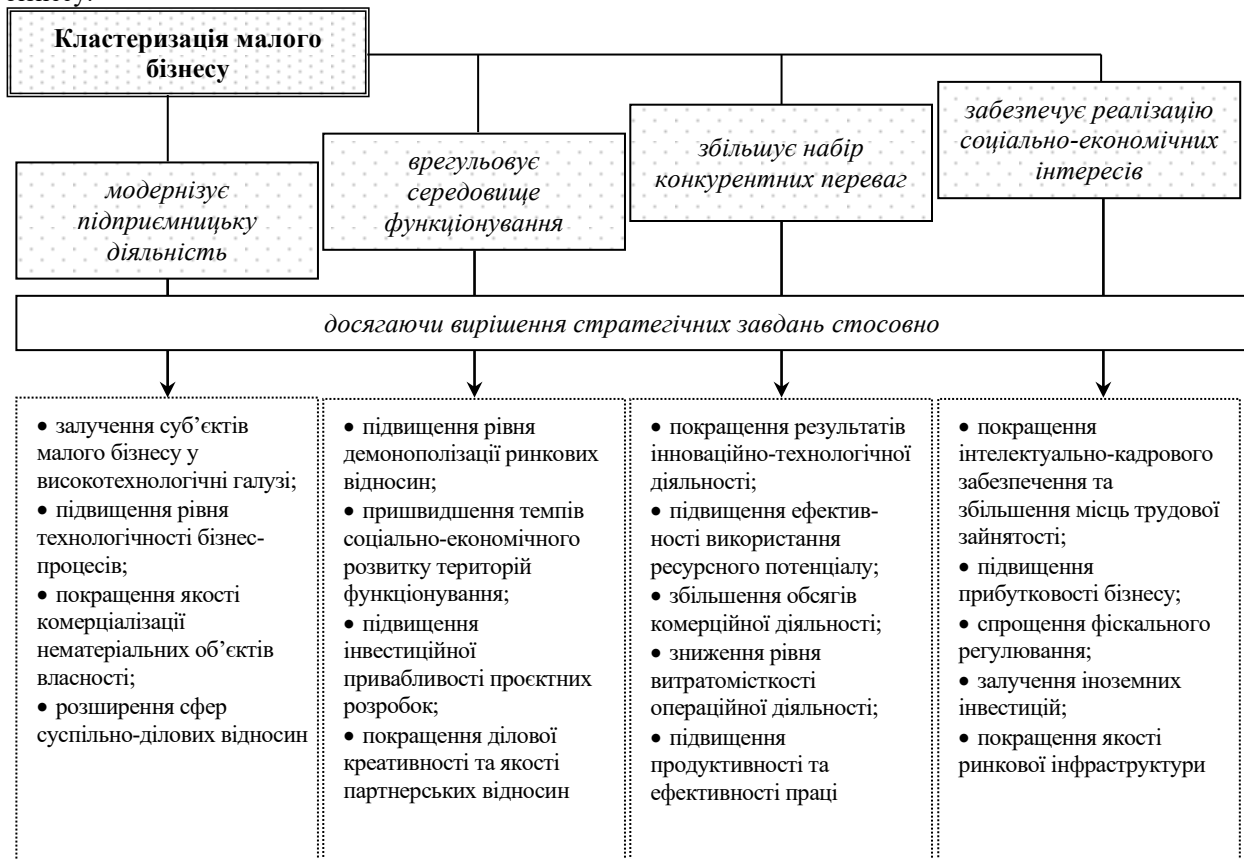 Кластеризація малого
бізнесу
модернізує
підприємницьку
діяльність
врегульовує
середовище
функціонування
збільшує набір
конкурентних переваг
забезпечує реалізацію
соціально-економічних
інтересів
досягаючи вирішення стратегічних завдань стосовно
• залучення суб’єктів
малого бізнесу у
високотехнологічні галузі;
• підвищення рівня
технологічності бізнес-
процесів;
• покращення якості
комерціалізації
нематеріальних об’єктів
власності;
• розширення сфер
суспільно-ділових відносин
• підвищення рівня
демонополізації ринкових
відносин;
• пришвидшення темпів
соціально-економічного
розвитку територій
функціонування;
• підвищення
інвестиційної
привабливості проєктних
розробок;
• покращення ділової
креативності та якості
партнерських відносин
• покращення результатів
інноваційно-технологічної
діяльності;
• підвищення ефектив-
ності використання
ресурсного потенціалу;
• збільшення обсягів
комерційної діяльності;
• зниження рівня
витратомісткості
операційної діяльності;
• підвищення
продуктивності та
ефективності праці
• покращення
інтелектуально-кадрового
забезпечення та
збільшення місць трудової
зайнятості;
• підвищення
прибутковості бізнесу;
• спрощення фіскального
регулювання;
• залучення іноземних
інвестицій;
• покращення якості
ринкової інфраструктури